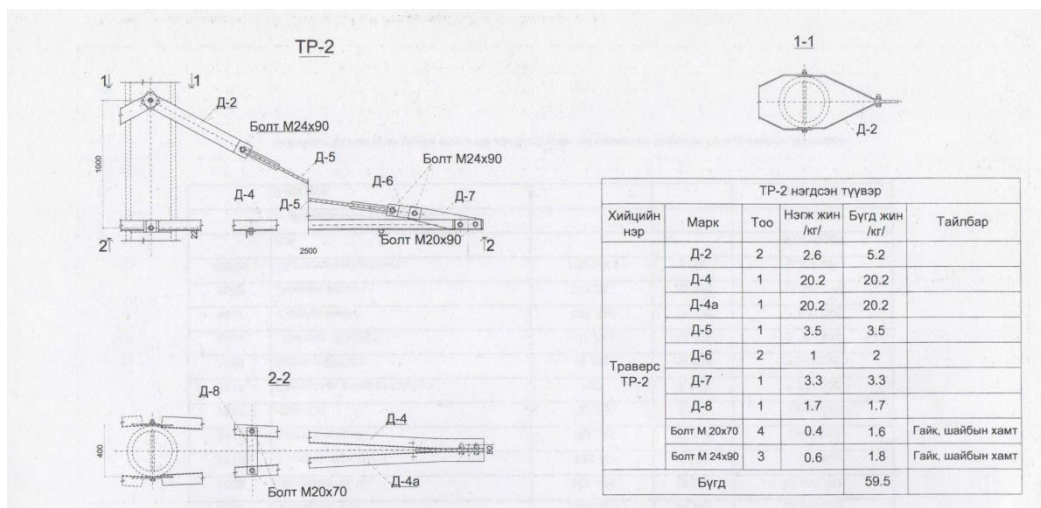 ТР-2
1 1
Д-2
Болт М24х90
1000
Д-5
Болт М24х90
Д-6
Д-4
Д-5
Д-7
2
Болт М20х90
2
2500
1-1
Д-2
ТР-2 нэгдсэн түүвэр
Хийцийн нэр Марк Тоо Нэгж жин /кг/ Бүгд жин /кг/ Тайлбар
Траверс ТР-2
Д-2 2 2.6 5.2
Д-4 1 20.2 20.2
Д-4а 1 20.2 20.2
Д-5 1 3.5 3.5
Д-6 2 1 2
Д-7 1 3.3 3.3
Д-8 1 1.7 1.7
Болт М 20х70 4 0.4 1.6 Гайк, шайбын хамт
Болт М 24х90 3 0.6 1.8 Гайк, шайбын хамт
Бүгд 59.5
2-2
Д-8
Д-4
400
80
Д-4а
Болт М20х70